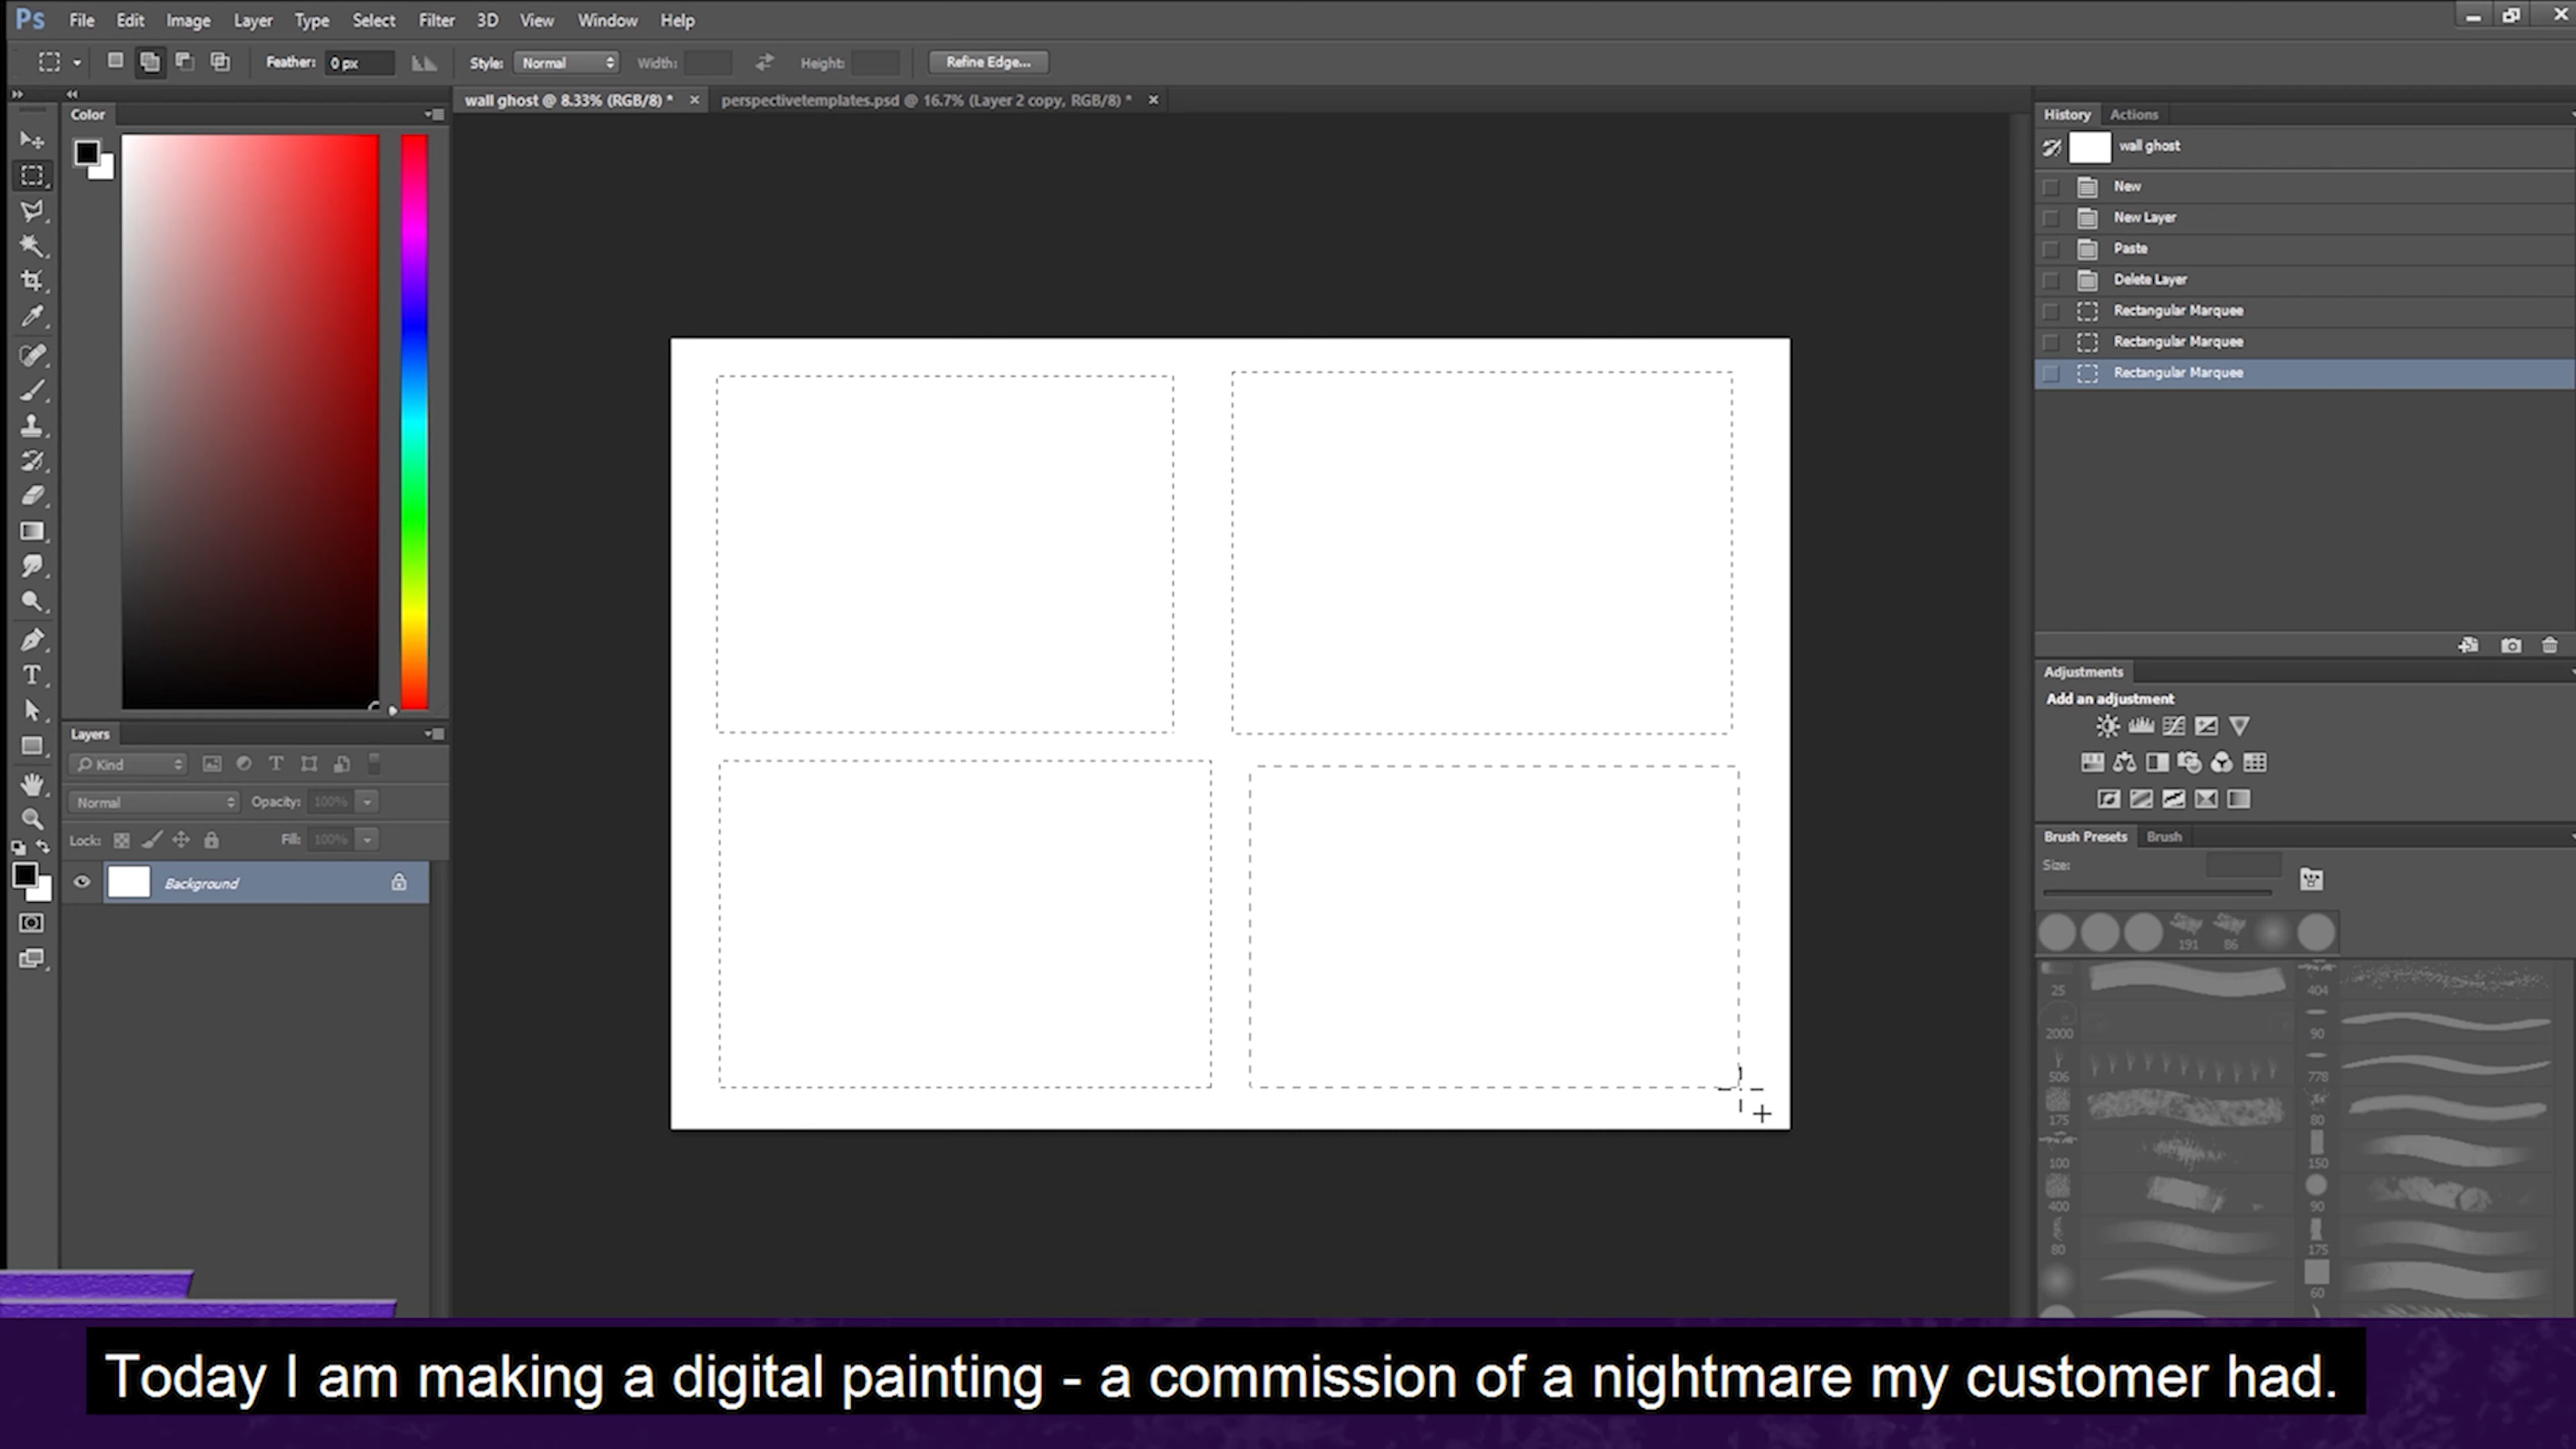 Ps File Edit Image Layer Type Select Filter 3D View Window Help
Feather: 0 px Style: Normal Width: Height: Refine Edge...
wall ghost @ 8.33% (RGB/8) * perspectivetemplates.psd @ 16.7% (Layer 2 copy, RGB/8) *
Color
History Actions
wall ghost
New
New Layer
Paste
Delete Layer
Rectangular Marquee
Rectangular Marquee
Rectangular Marquee
Adjustments
Add an adjustment
Layers
Kind
Normal Opacity: 100%
Lock: Fill: 100%
Background
Brush Presets Brush
Size:
191 86
25 404
2000 90
506 778
175 80
100 150
400 90
80 175
60
Today I am making a digital painting - a commission of a nightmare my customer had.